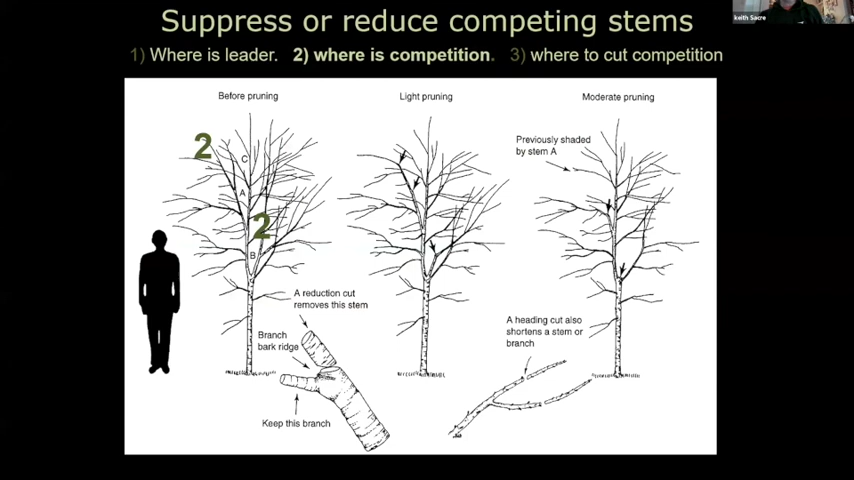 Suppress or reduce competing stems
keith Sacre
1) Where is leader. 2) where is competition. 3) where to cut competition
Before pruning
Light pruning
Moderate pruning
2
C
A
2
B
Previously shaded
by stem A
A reduction cut
removes this stem
Branch
bark ridge
Keep this branch
A heading cut also
shortens a stem or
branch